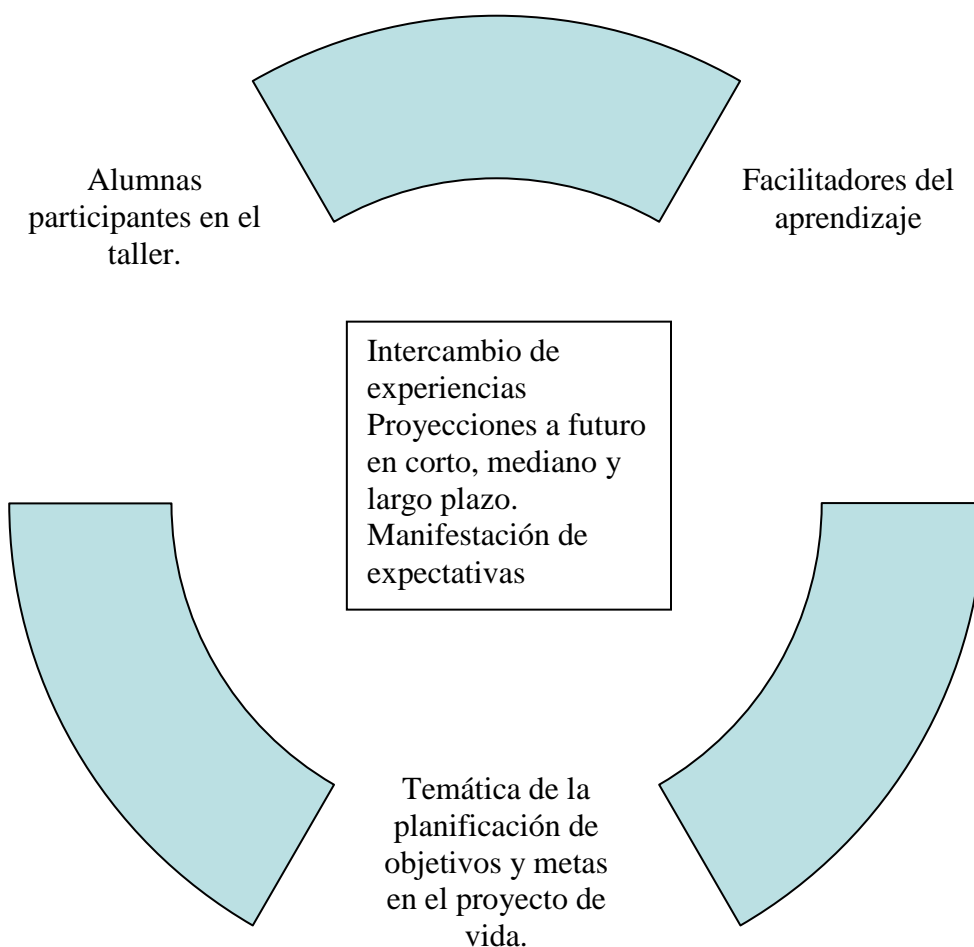 Alumnas
participantes en el
taller.
Facilitadores del
aprendizaje
Intercambio de
experiencias
Proyecciones a futuro
en corto, mediano y
largo plazo.
Manifestación de
expectativas
Temática de la
planificación de
objetivos y metas
en el proyecto de
vida.